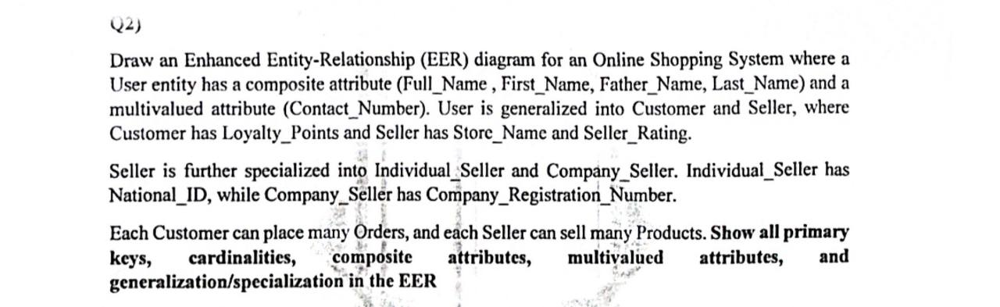 Q2)
Draw an Enhanced Entity-Relationship (EER) diagram for an Online Shopping System where a
User entity has a composite attribute (Full_Name , First_Name, Father_Name, Last_Name) and a
multivalued attribute (Contact_Number). User is generalized into Customer and Seller, where
Customer has Loyalty_Points and Seller has Store_Name and Seller_Rating.
Seller is further specialized into Individual_Seller and Company_Seller. Individual_Seller has
National_ID, while Company_Seller has Company_Registration_Number.
Each Customer can place many Orders, and each Seller can sell many Products. Show all primary
keys, cardinalities, composite attributes, multivalued attributes, and
generalization/specialization in the EER